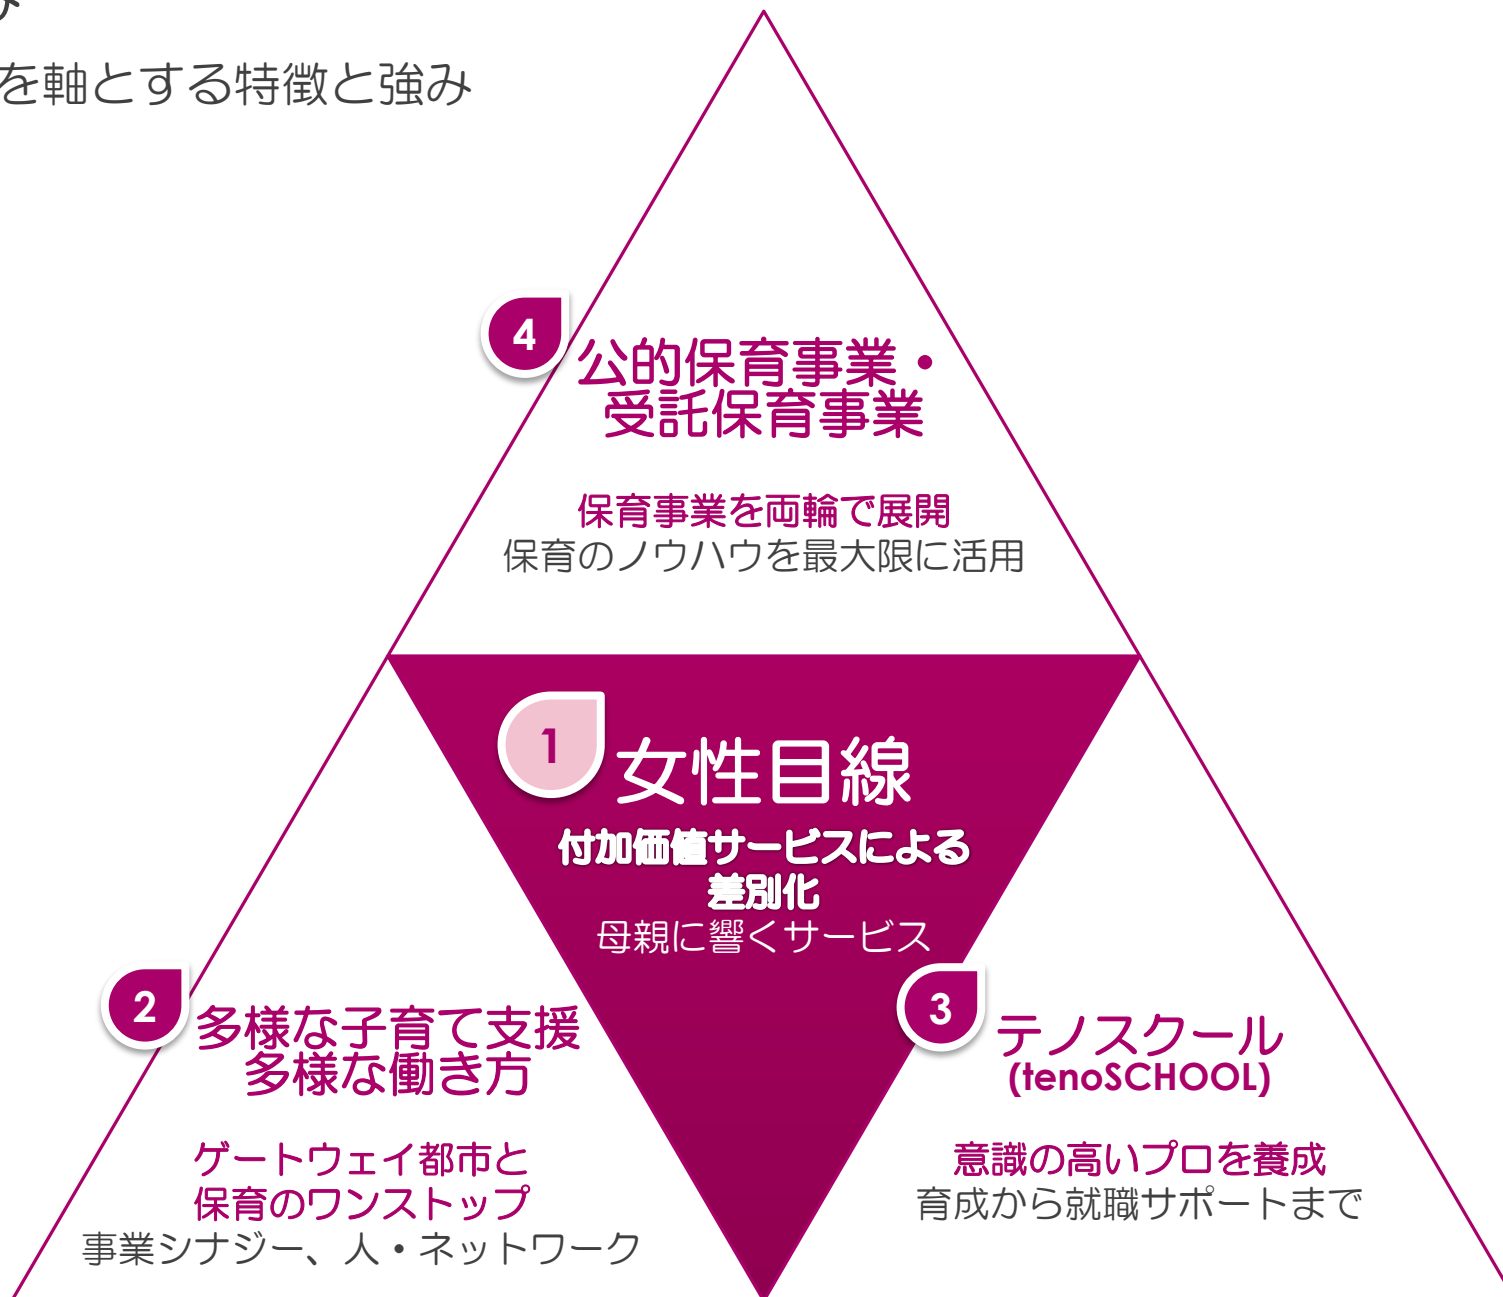 を軸とする特徴と強み
4
公的保育事業・
受託保育事業
保育事業を両輪で展開
保育のノウハウを最大限に活用
1
女性目線
付加価値サービスによる
差別化
母親に響くサービス
2
多様な子育て支援
多様な働き方
ゲートウェイ都市と
保育のワンストップ
事業シナジー、人・ネットワーク
3
テノスクール
(tenoSCHOOL)
意識の高いプロを養成
育成から就職サポートまで